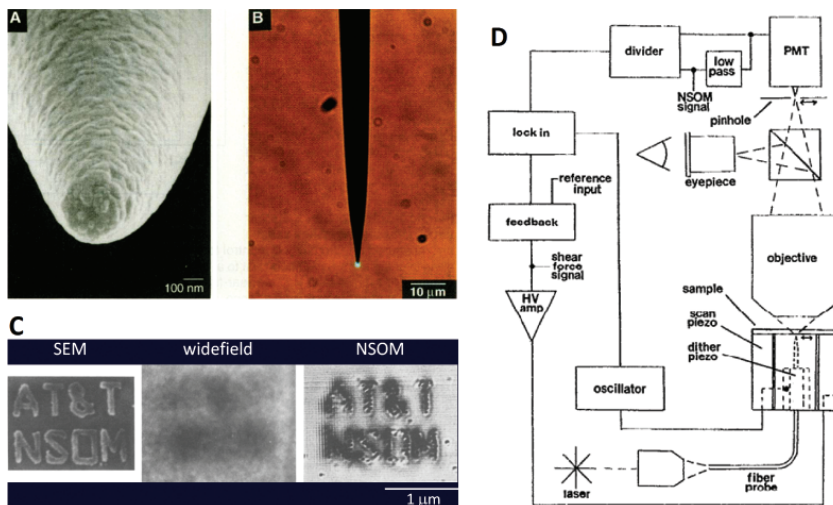 A
100 nm
B
10 μm
C
SEM
widefield
NSOM
AT&T
NSOM
AT&T
NSOM
1 μm
D
divider
low
pass
PMT
NSOM
signal
pinhole
lock in
eyepiece
reference
input
feedback
shear
force
signal
objective
HV
amp
sample
scan
piezo
dither
piezo
oscillator
laser
fiber
probe